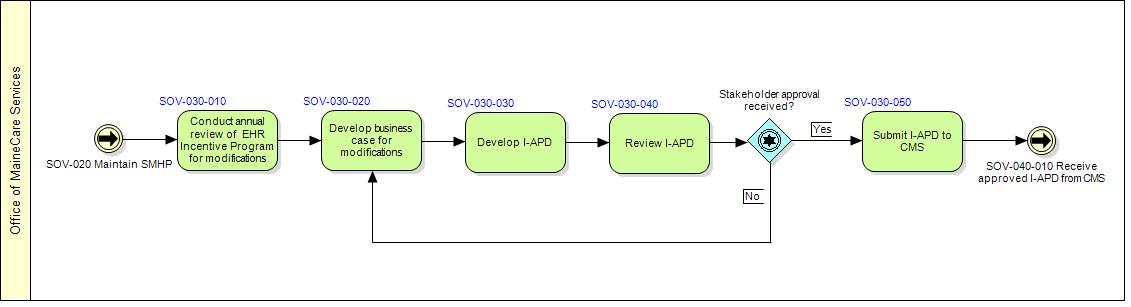 Office of MaineCare Services
SOV-020 Maintain SMHP
SOV-030-010
Conduct annual
review of EHR
Incentive Program
for modifications
SOV-030-020
Develop business
case for
modifications
SOV-030-030
Develop I-APD
SOV-030-040
Review I-APD
Stakeholder approval
received?
Yes
No
SOV-030-050
Submit I-APD to
CMS
SOV-040-010 Receive
approved I-APD from CMS